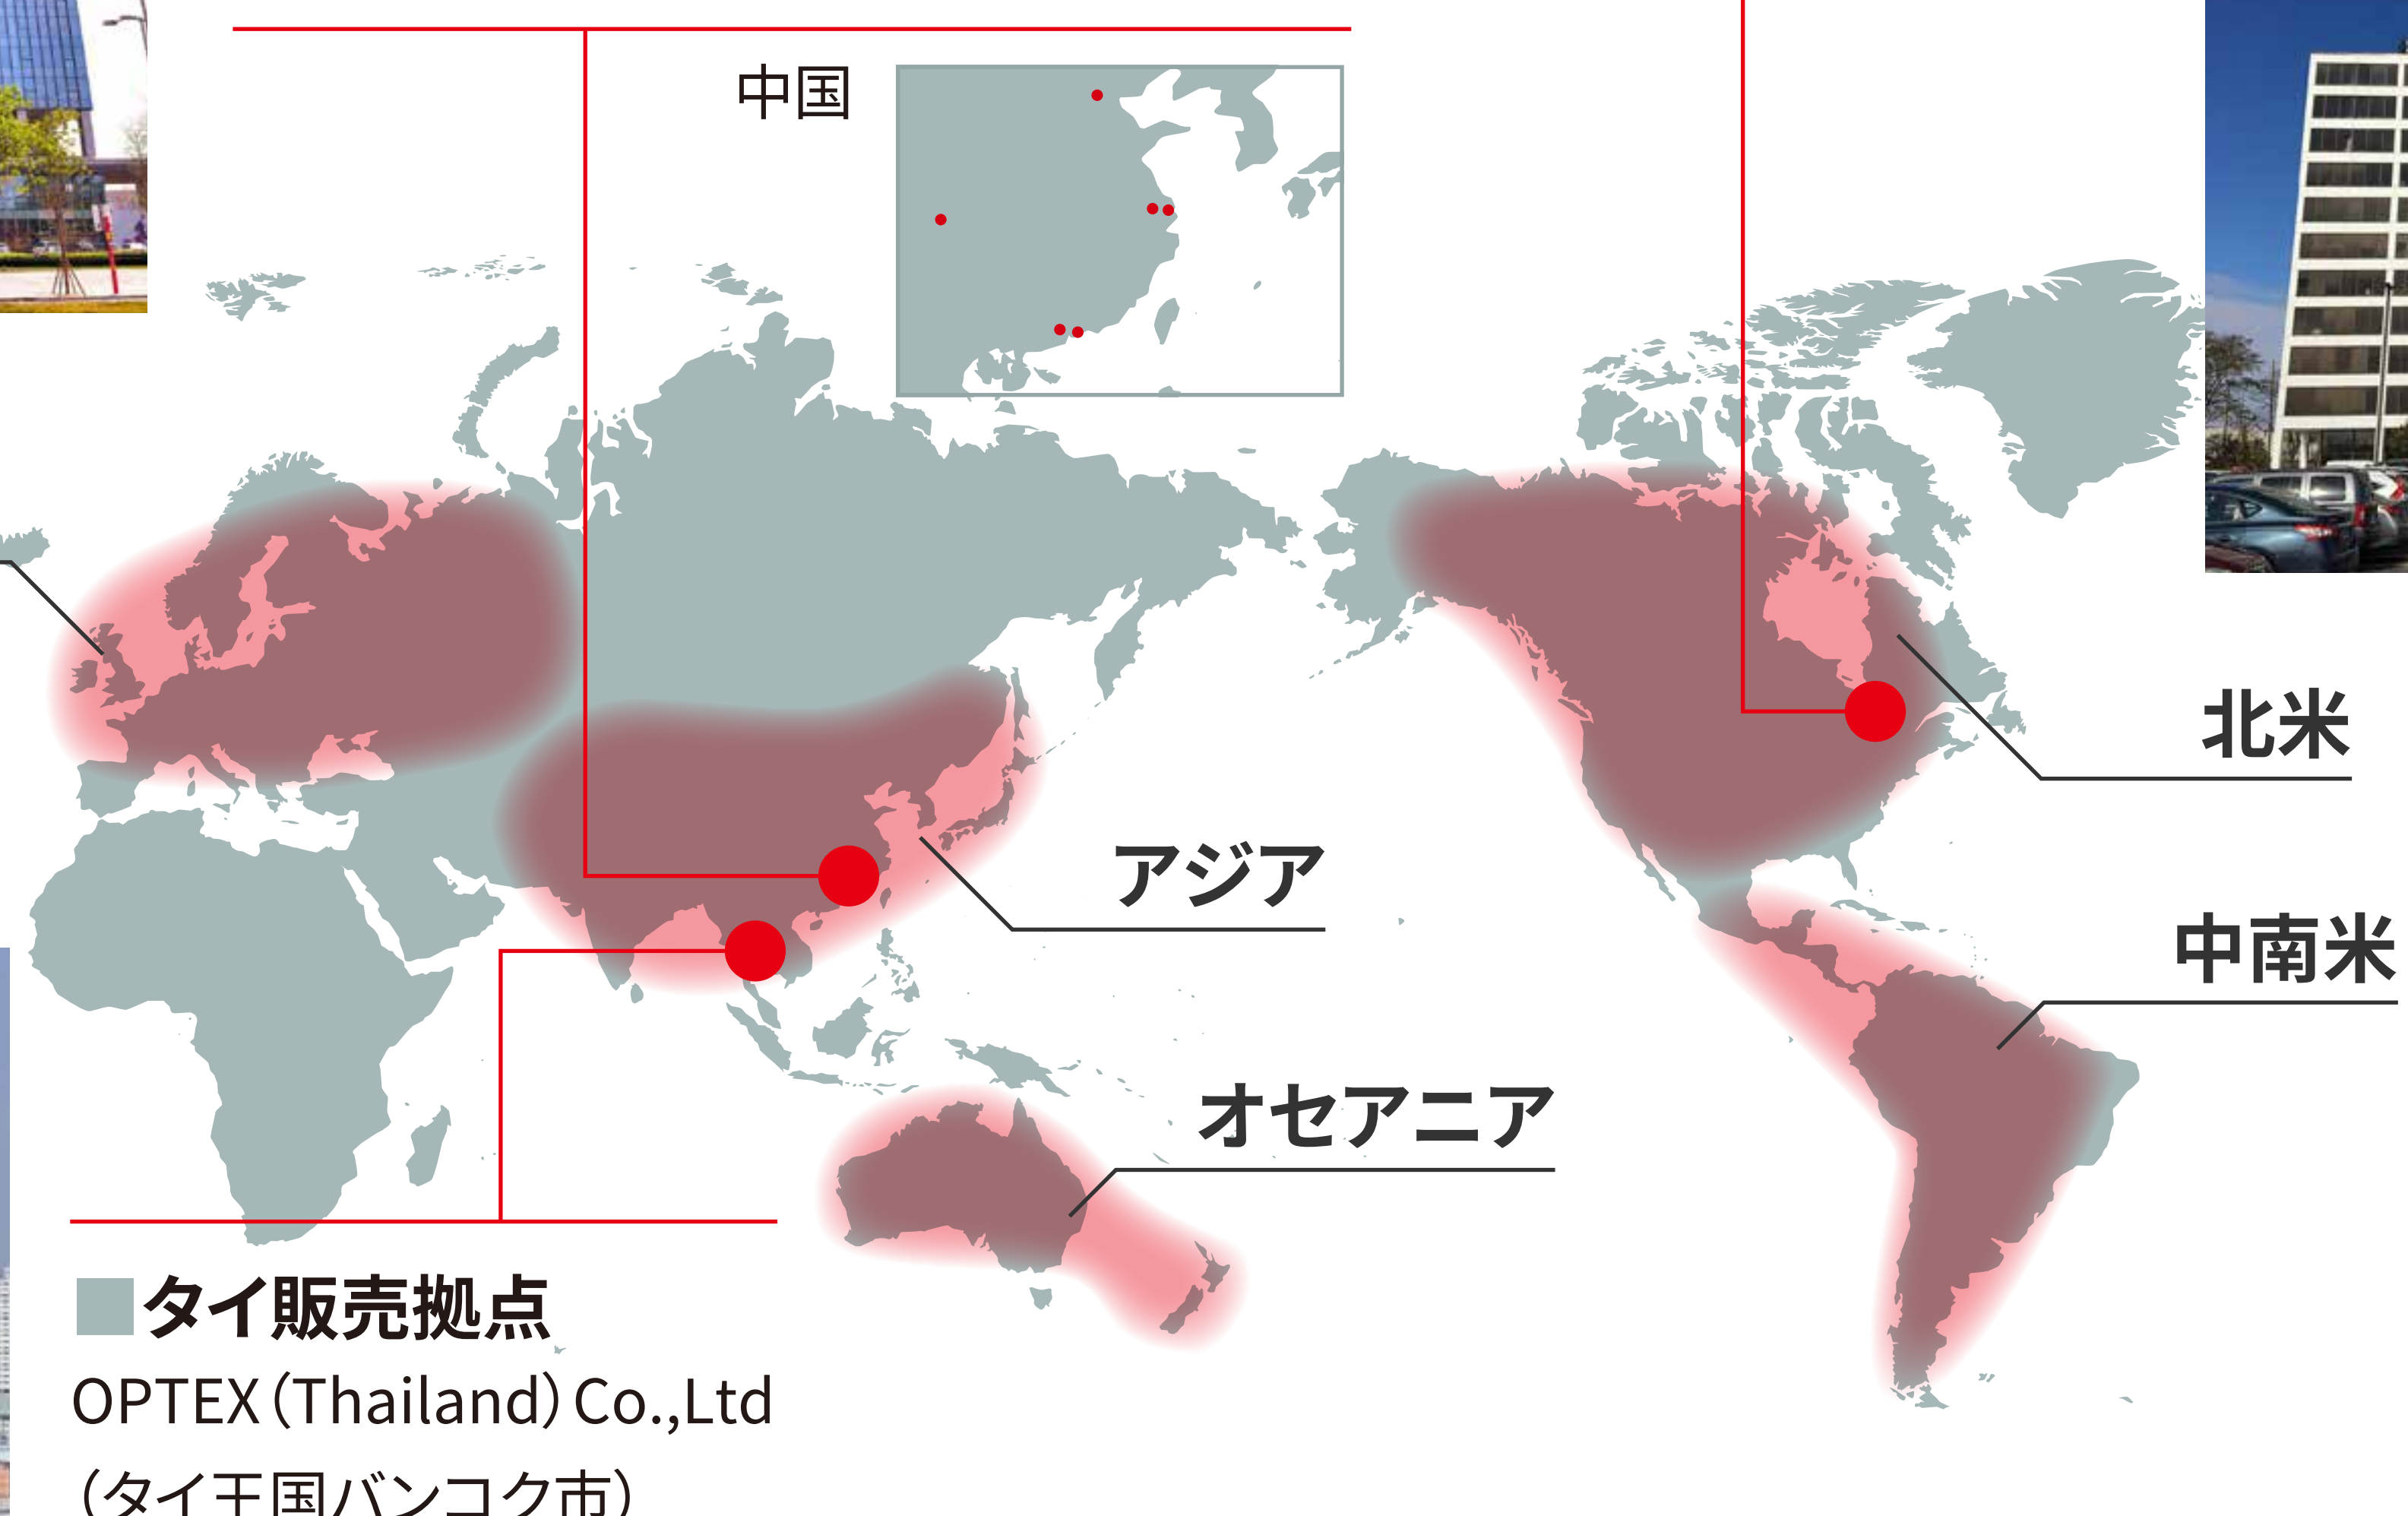 中国
北米
アジア
中南米
オセアニア
タイ販売拠点
OPTEX（Thailand）Co.,Ltd
（タイ王国バンコク市）